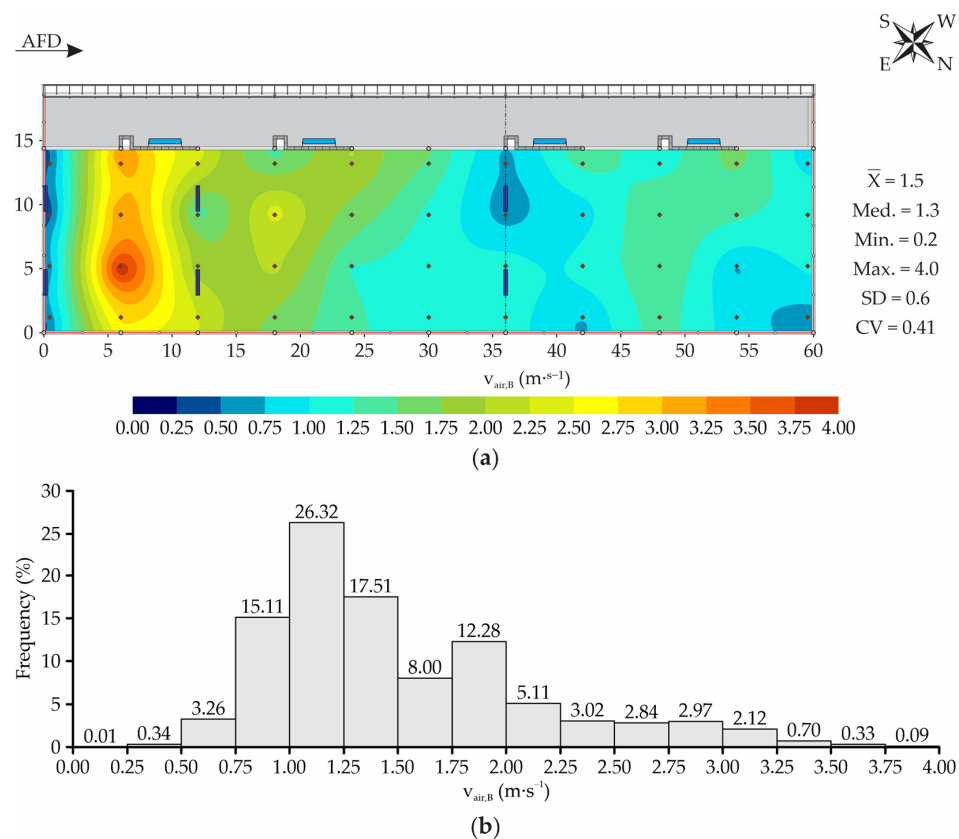 AFD
S W
E N
15
10
5
0
0 5 10 15 20 25 30 35 40 45 50 55 60
v air,B (m·s⁻¹)
X̅ = 1.5
Med. = 1.3
Min. = 0.2
Max. = 4.0
SD = 0.6
CV = 0.41
0.00 0.25 0.50 0.75 1.00 1.25 1.50 1.75 2.00 2.25 2.50 2.75 3.00 3.25 3.50 3.75 4.00
(a)
Frequency (%)
30
25
20
15
10
5
0
0.01 0.34 3.26 15.11 26.32 17.51 8.00 12.28 5.11 3.02 2.84 2.97 2.12 0.70 0.33 0.09
0.00 0.25 0.50 0.75 1.00 1.25 1.50 1.75 2.00 2.25 2.50 2.75 3.00 3.25 3.50 3.75 4.00
v air,B (m·s⁻¹)
(b)